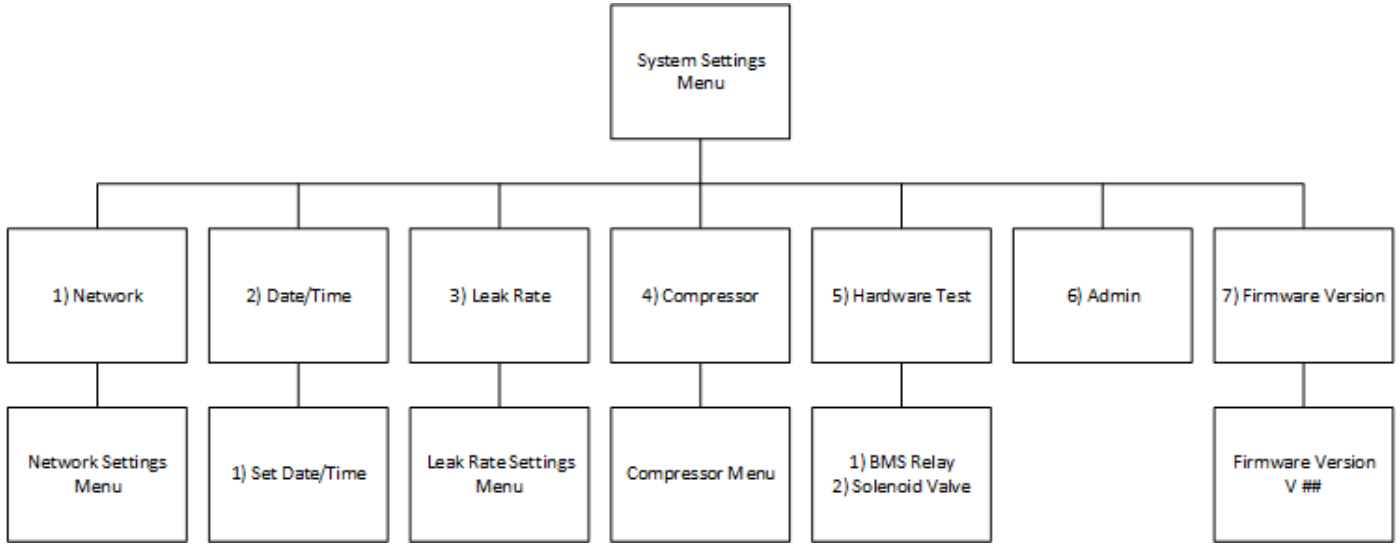 System Settings
Menu
1) Network
2) Date/Time
3) Leak Rate
4) Compressor
5) Hardware Test
6) Admin
7) Firmware Version
Network Settings
Menu
1) Set Date/Time
Leak Rate Settings
Menu
Compressor Menu
1) BMS Relay
2) Solenoid Valve
Firmware Version
V ##